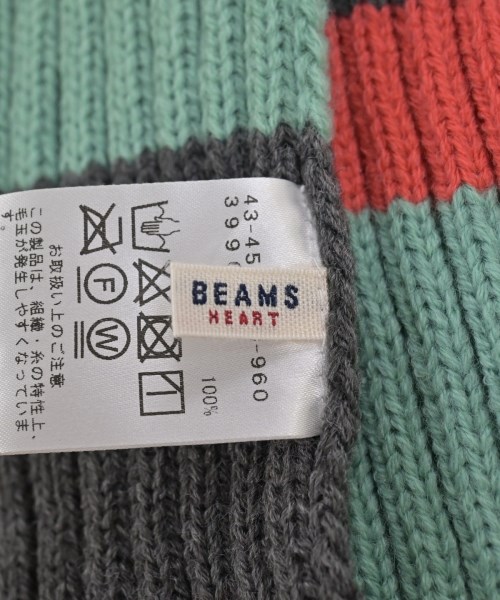 BEAMS
HEART
43-45
399
-960
100%
お取扱い上のご注意
この製品は、組織・糸の特性上、
毛玉が発生しやすくなっていま
す。
F
W